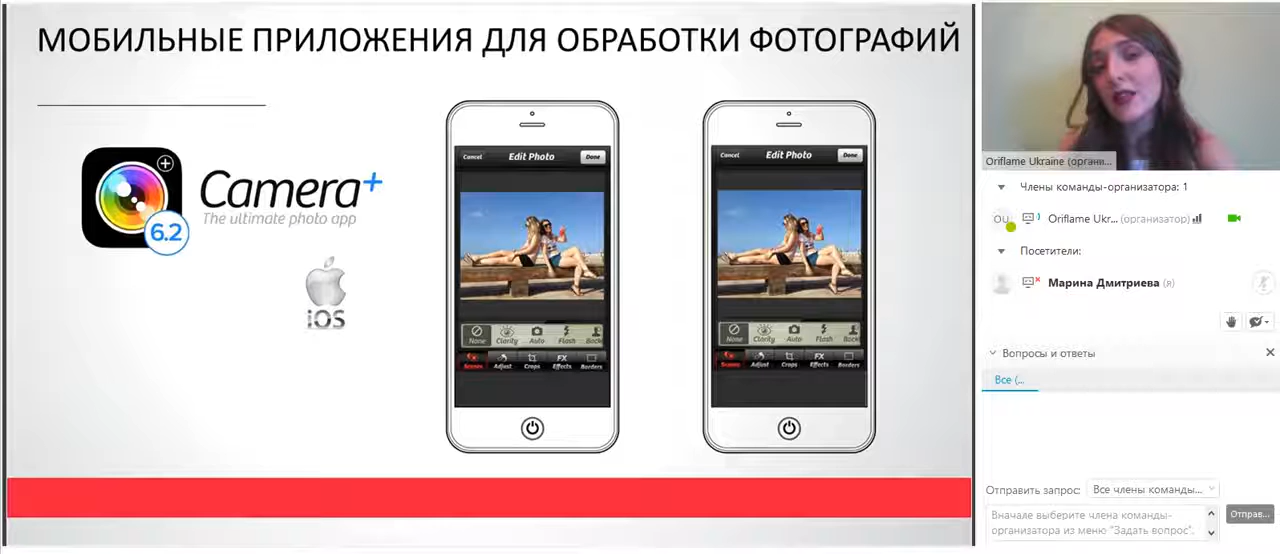 МОБИЛЬНЫЕ ПРИЛОЖЕНИЯ ДЛЯ ОБРАБОТКИ ФОТОГРАФИЙ
Camera+
The ultimate photo app
6.2
iOS
Cancel Edit Photo Done
None Clarity Auto Flash Back
Scenes Adjust Crops FX Effects Borders
Cancel Edit Photo Done
None Clarity Auto Flash Back
Scenes Adjust Crops FX Effects Borders
Oriflame Ukraine (органи...
Члены команды-организатора: 1
OU Oriflame Ukr... (организатор)
Посетители:
Марина Дмитриева (я)
Вопросы и ответы
Все (...
Отправить запрос: Все члены команды...
Вначале выберите члена команды-
организатора из меню "Задать вопрос".
Отправ...